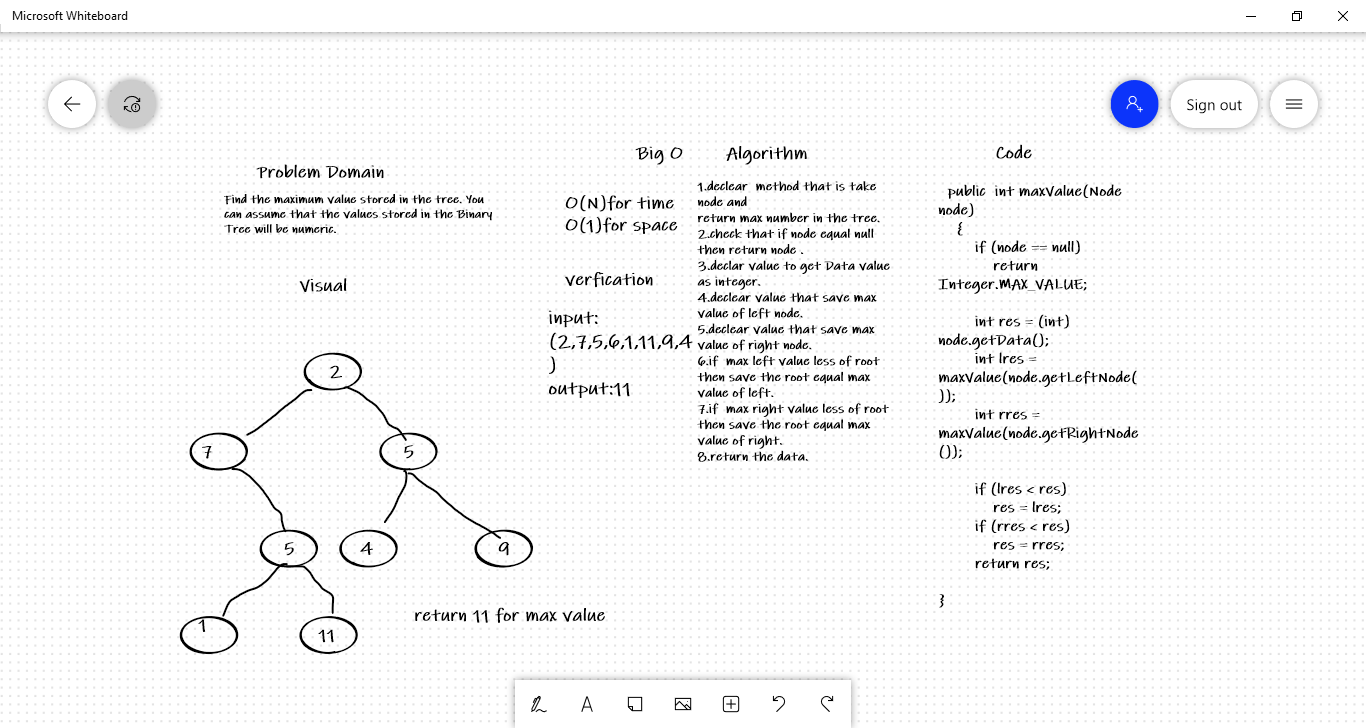 Microsoft Whiteboard
Sign out
Problem Domain
Find the maximum value stored in the tree. You
can assume that the values stored in the Binary
Tree will be numeric.
Visual
2
7
5
5
4
9
1
11
return 11 for max value
Big O
O(N)for time
O(1)for space
verfication
input:
(2,7,5,6,1,11,9,4
)
output:11
Algorithm
1.declear method that is take
node and
return max number in the tree.
2.check that if node equal null
then return node .
3.declar value to get Data value
as integer.
4.declear value that save max
value of left node.
5.declear value that save max
value of right node.
6.if max left value less of root
then save the root equal max
value of left.
7.if max right value less of root
then save the root equal max
value of right.
8.return the data.
Code
public int maxValue(Node
node)
{
if (node == null)
return
Integer.MAX_VALUE;
int res = (int)
node.getData();
int lres =
maxValue(node.getLeftNode(
));
int rres =
maxValue(node.getRightNode
());
if (lres < res)
res = lres;
if (rres < res)
res = rres;
return res;
}
A